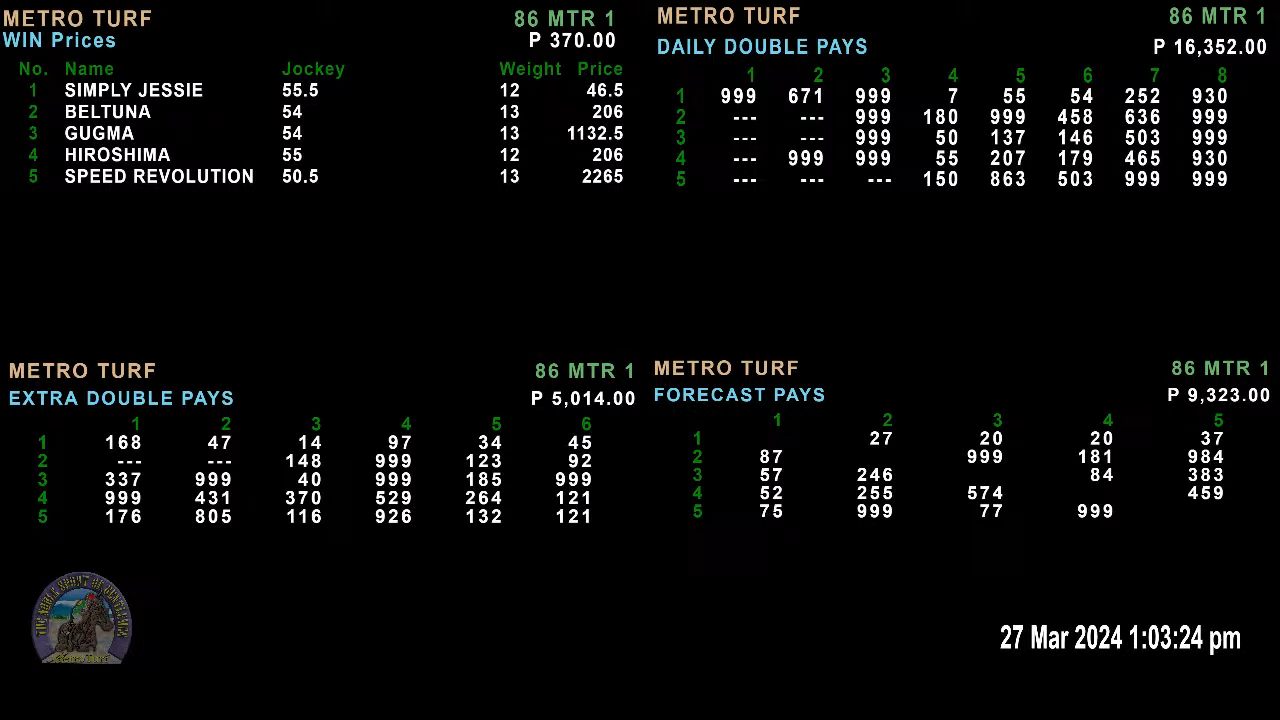 METRO TURF 86 MTR 1
WIN Prices P 370.00
No. Name Jockey Weight Price
1 SIMPLY JESSIE 55.5 12 46.5
2 BELTUNA 54 13 206
3 GUGMA 54 13 1132.5
4 HIROSHIMA 55 12 206
5 SPEED REVOLUTION 50.5 13 2265
METRO TURF 86 MTR 1
DAILY DOUBLE PAYS P 16,352.00
1 2 3 4 5 6 7 8
1 999 671 999 7 55 54 252 930
2 --- --- 999 180 999 458 636 999
3 --- --- 999 50 137 146 503 999
4 --- 999 999 55 207 179 465 930
5 --- --- --- 150 863 503 999 999
METRO TURF 86 MTR 1
EXTRA DOUBLE PAYS P 5,014.00
1 2 3 4 5 6
1 168 47 14 97 34 45
2 --- --- 148 999 123 92
3 337 999 40 999 185 999
4 999 431 370 529 264 121
5 176 805 116 926 132 121
METRO TURF 86 MTR 1
FORECAST PAYS P 9,323.00
1 2 3 4 5
1 27 20 20 37
2 87 999 181 984
3 57 246 84 383
4 52 255 574 459
5 75 999 77 999
THE NOBLE SPORT OF GENTLEMEN
27 Mar 2024 1:03:24 pm